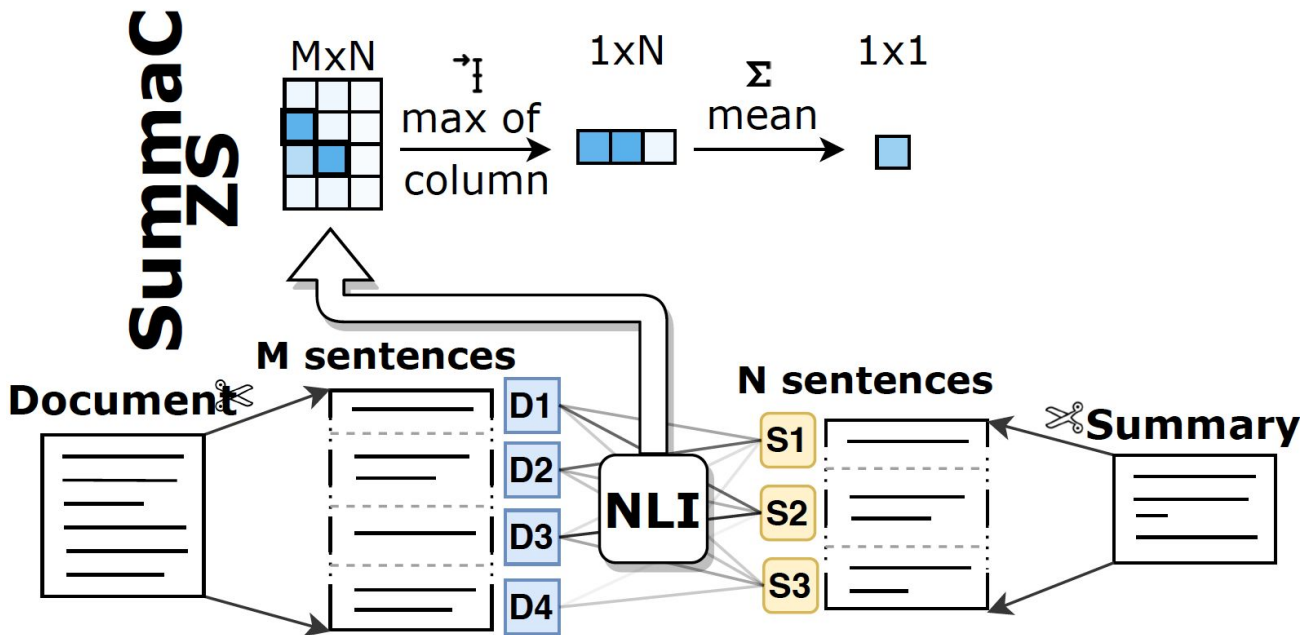 SummaC
ZS
MxN
max of
column
1xN
Σ
mean
1x1
M sentences
Document
D1
D2
D3
D4
NLI
N sentences
Summary
S1
S2
S3